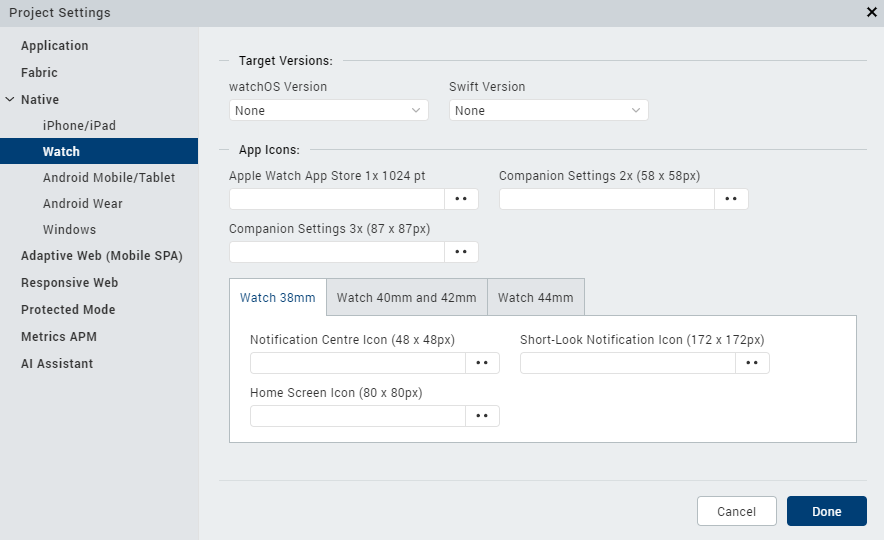 Project Settings
Application
Fabric
Native
iPhone/iPad
Watch
Android Mobile/Tablet
Android Wear
Windows
Adaptive Web (Mobile SPA)
Responsive Web
Protected Mode
Metrics APM
AI Assistant
Target Versions:
watchOS Version Swift Version
None None
App Icons:
Apple Watch App Store 1x 1024 pt Companion Settings 2x (58 x 58px)
Companion Settings 3x (87 x 87px)
Watch 38mm Watch 40mm and 42mm Watch 44mm
Notification Centre Icon (48 x 48px) Short-Look Notification Icon (172 x 172px)
Home Screen Icon (80 x 80px)
Cancel Done